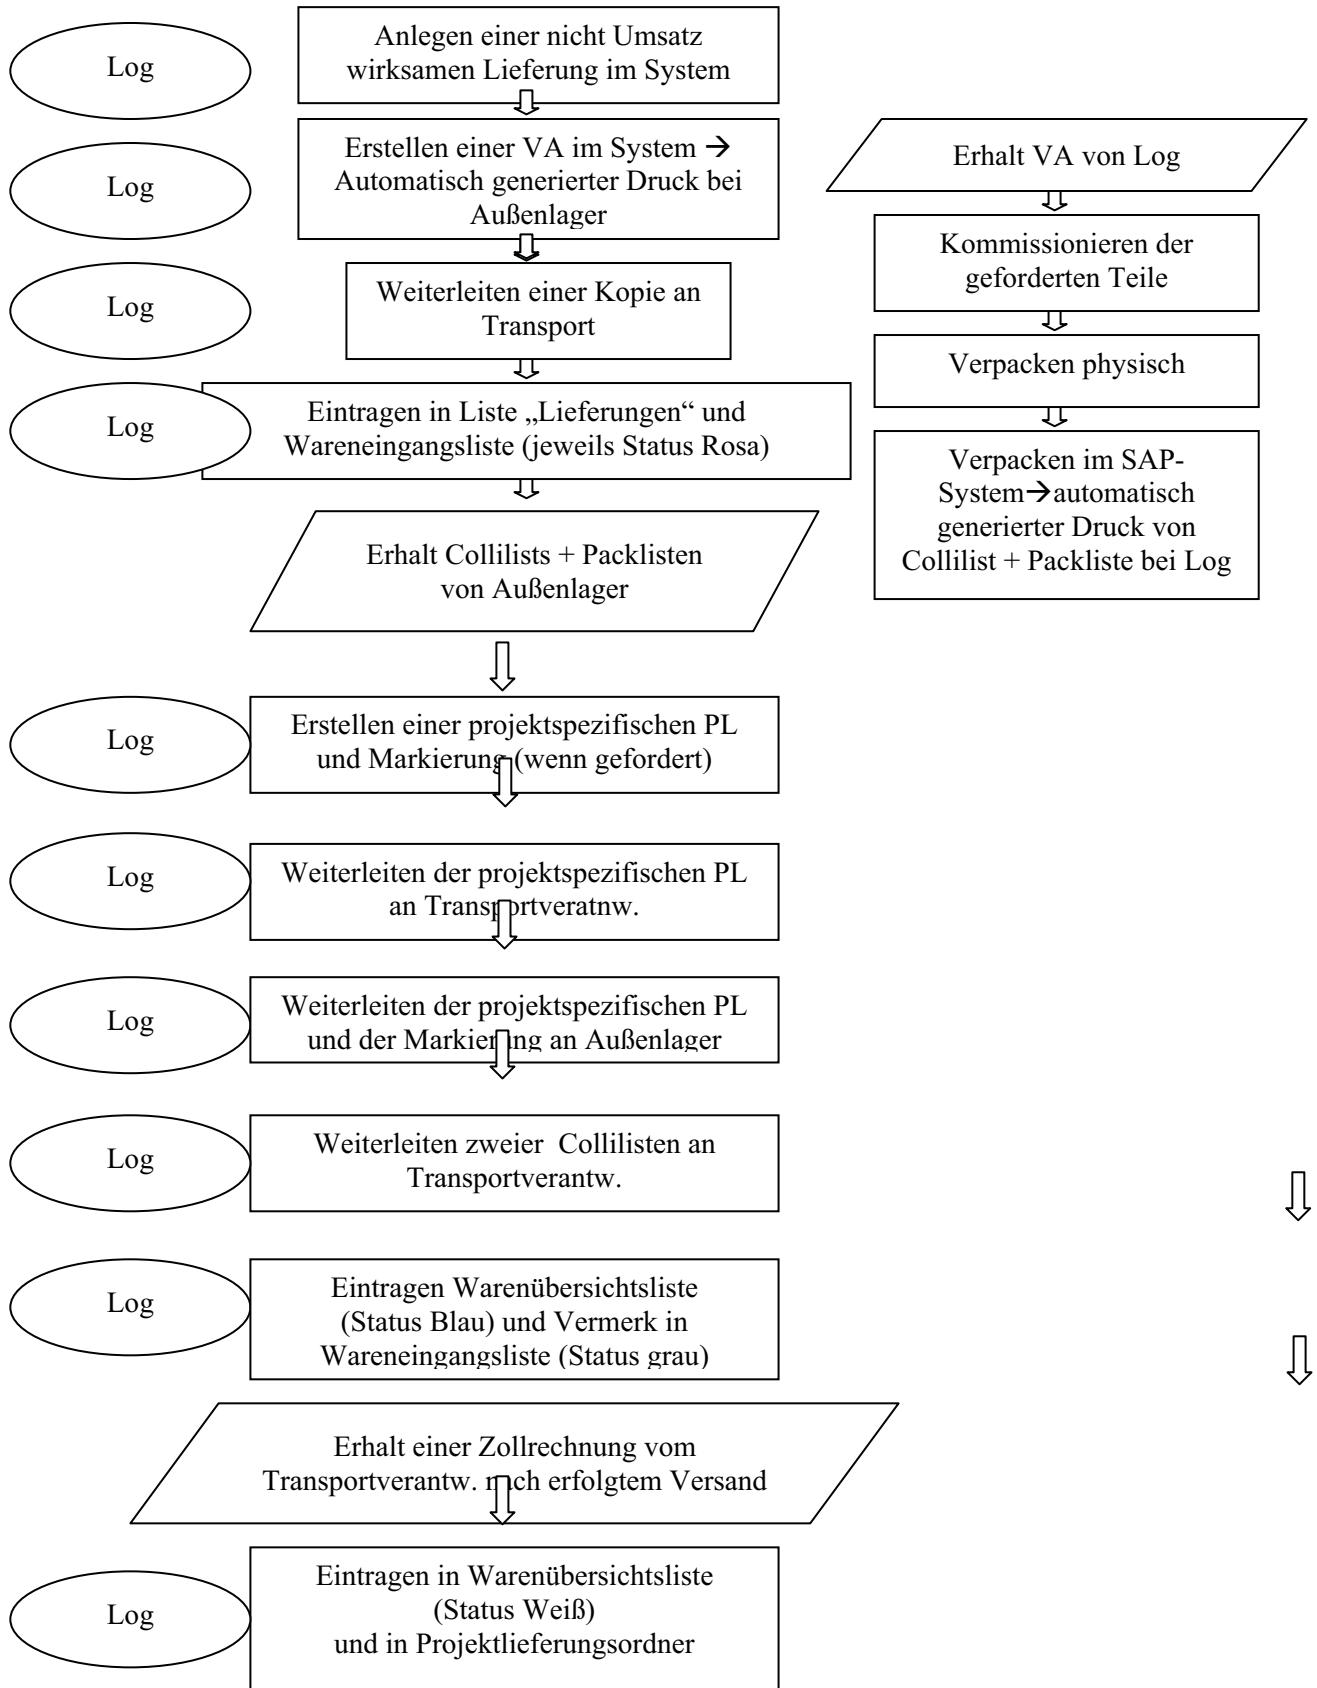 Log
Anlegen einer nicht Umsatz
wirksamen Lieferung im System
Log
Erstellen einer VA im System →
Automatisch generierter Druck bei
Außenlager
Log
Weiterleiten einer Kopie an
Transport
Log
Eintragen in Liste „Lieferungen“ und
Wareneingangsliste (jeweils Status Rosa)
Erhalt Collilists + Packlisten
von Außenlager
Erhalt VA von Log
Kommissionieren der
geforderten Teile
Verpacken physisch
Verpacken im SAP-
System→automatisch
generierter Druck von
Collilist + Packliste bei Log
Log
Erstellen einer projektspezifischen PL
und Markierung (wenn gefordert)
Log
Weiterleiten der projektspezifischen PL
an Transportveratnw.
Log
Weiterleiten der projektspezifischen PL
und der Markierung an Außenlager
Log
Weiterleiten zweier Collilisten an
Transportverantw.
Log
Eintragen Warenübersichtsliste
(Status Blau) und Vermerk in
Wareneingangsliste (Status grau)
Erhalt einer Zollrechnung vom
Transportverantw. nach erfolgtem Versand
Log
Eintragen in Warenübersichtsliste
(Status Weiß)
und in Projektlieferungsordner